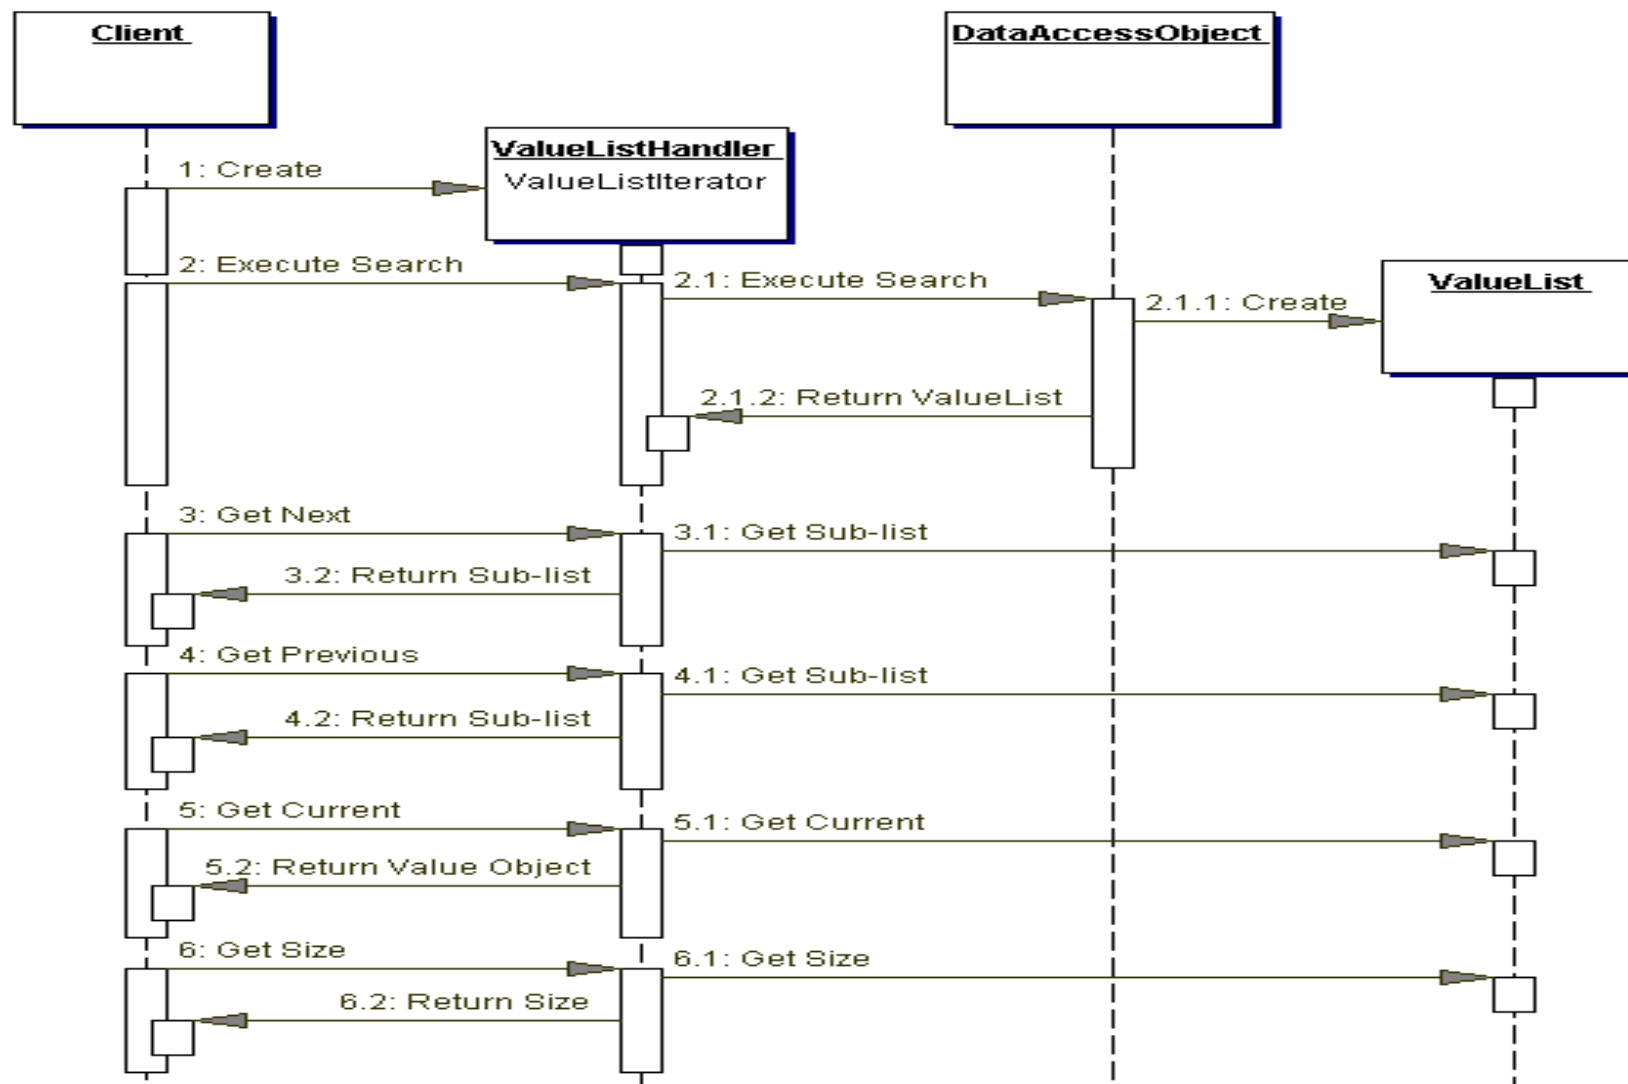 Client
DataAccessObject
ValueListHandler
ValueListIterator
1: Create
2: Execute Search
2.1: Execute Search
2.1.1: Create
ValueList
2.1.2: Return ValueList
3: Get Next
3.1: Get Sub-list
3.2: Return Sub-list
4: Get Previous
4.1: Get Sub-list
4.2: Return Sub-list
5: Get Current
5.1: Get Current
5.2: Return Value Object
6: Get Size
6.1: Get Size
6.2: Return Size